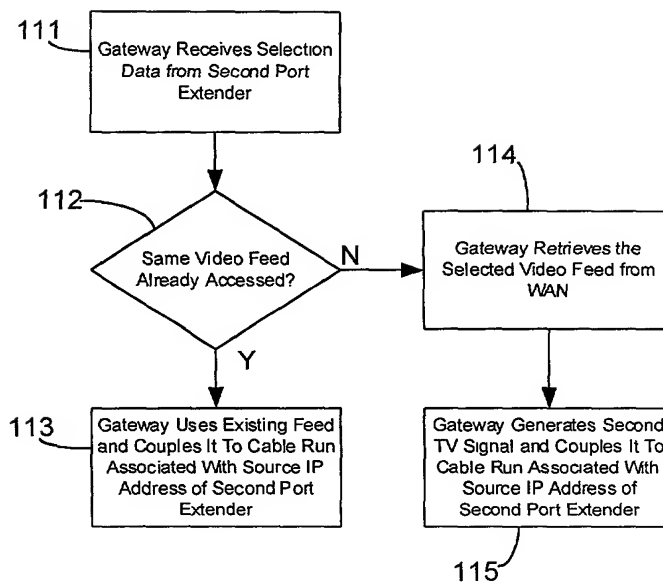 111
Gateway Receives Selection
Data from Second Port
Extender
112
Same Video Feed
Already Accessed?
N
Y
114
Gateway Retrieves the
Selected Video Feed from
WAN
113
Gateway Uses Existing Feed
and Couples It To Cable Run
Associated With Source IP
Address of Second Port
Extender
Gateway Generates Second
TV Signal and Couples It To
Cable Run Associated With
Source IP Address of
Second Port Extender
115